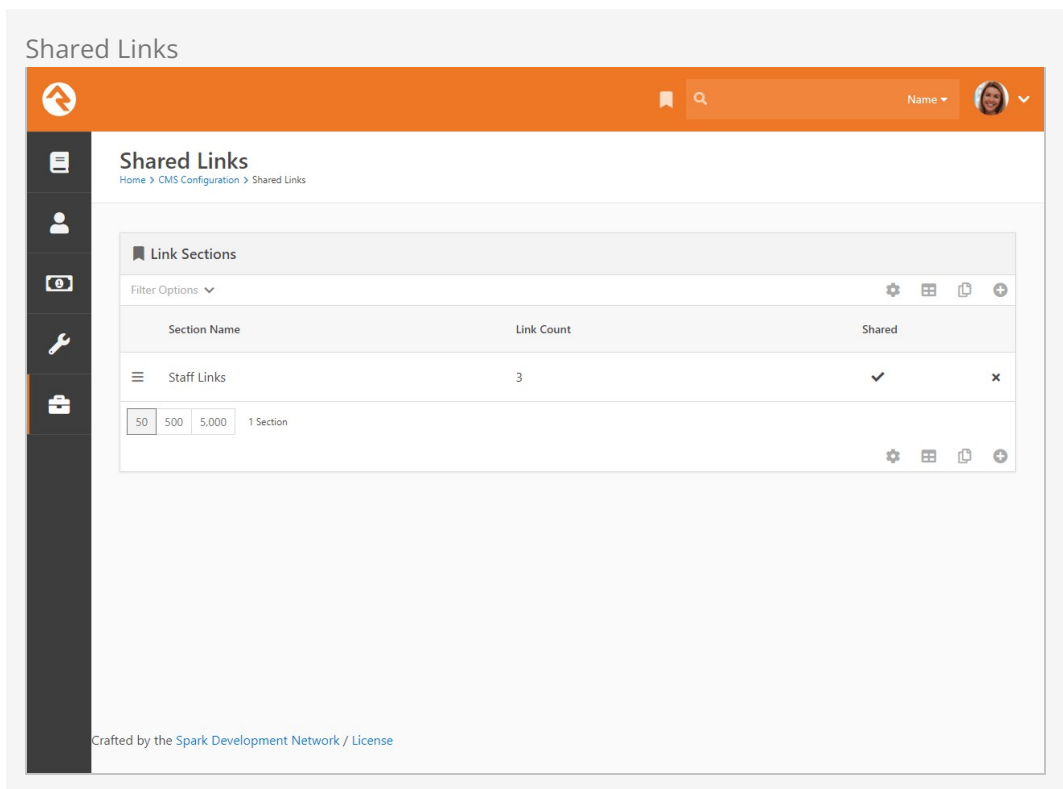 Shared Links
Name
Shared Links
Home > CMS Configuration > Shared Links
Link Sections
Filter Options
Section Name Link Count Shared
Staff Links 3
50 500 5,000 1 Section
Crafted by the Spark Development Network / License